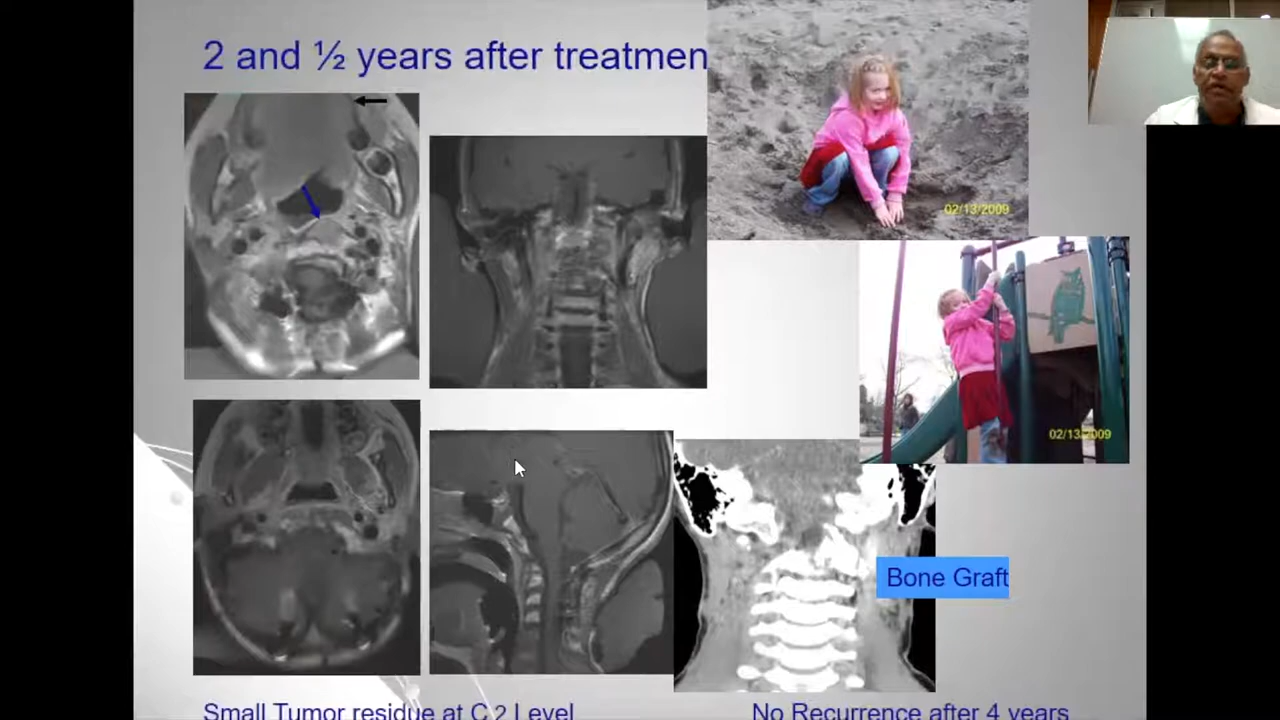 2 and ½ years after treatmen
02/13/2009
02/13/2009
Bone Graft
Small Tumor residue at C 2 Level
No Recurrence after 4 years